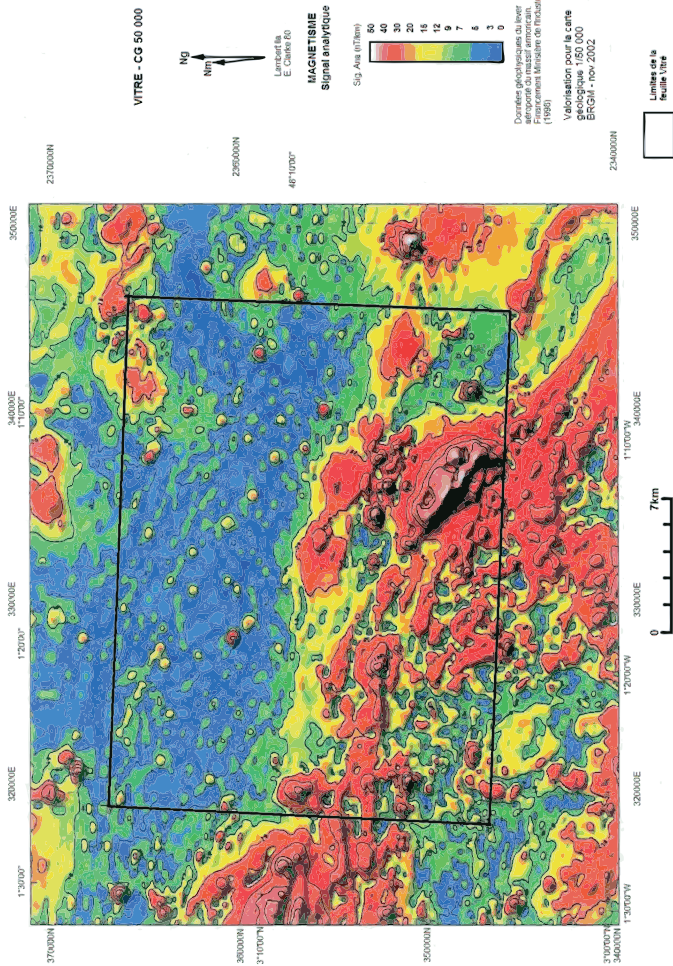 1°30'00"
320000E
1°20'00"
330000E
1°10'00"
340000E
350000E
370000N
2370000N
VITRE - CG 50 000
Ng
Nm
360000N
2360000N
3°10'00"N
48°10'00"
Lambert IIa
E. Clarke 80
MAGNETISME
Signal analytique
Sig. Ana (nT/km)
50
40
30
20
15
12
9
7
5
3
0
350000N
Données géophysiques du lever
aéroporté du massif armoricain.
Financement Ministère de l'Industrie
(1998)
Valorisation pour la carte
géologique 1/50 000
BRGM - nov 2002
3°00'00"N
340000N
2340000N
1°30'00"W
320000E
1°20'00"W
330000E
1°10'00"W
340000E
350000E
Limites de la
feuille Vitré
0
7km